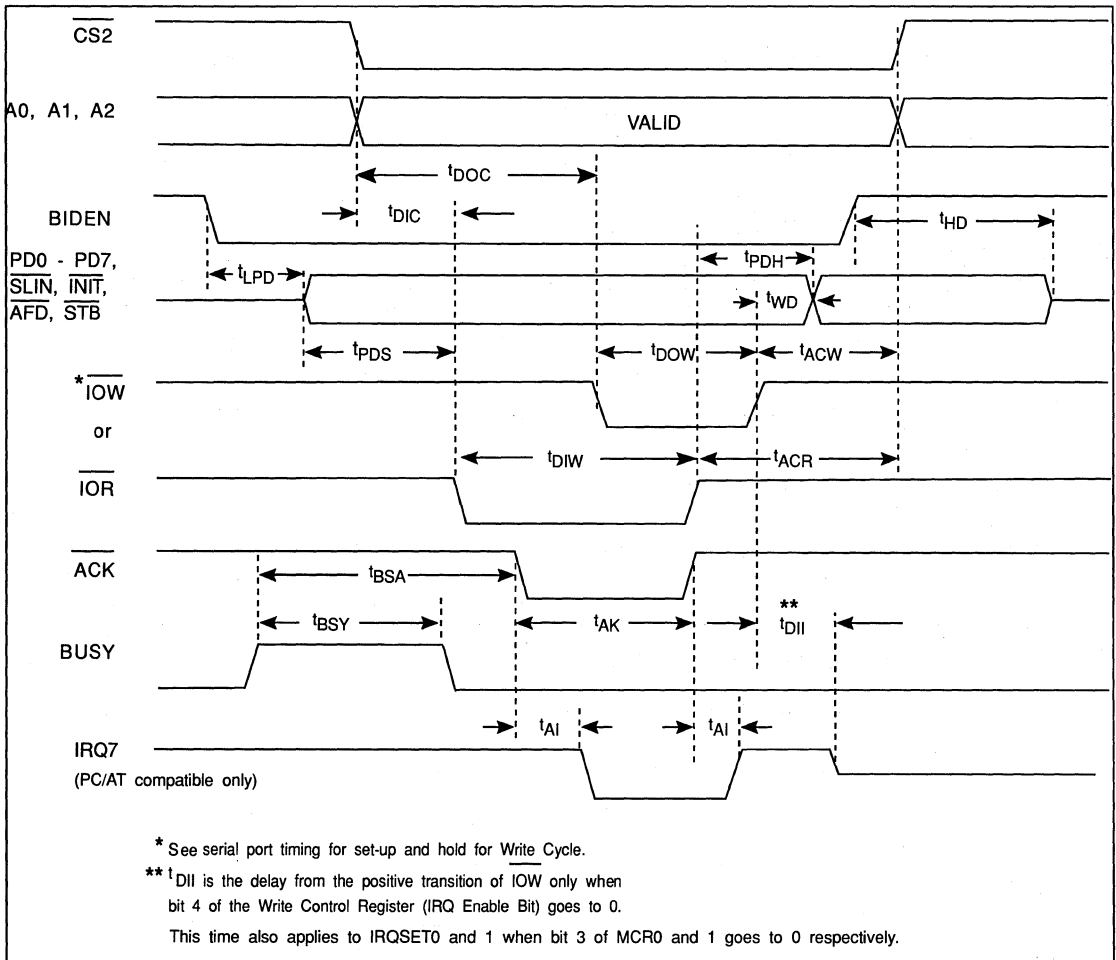 CS2
A0, A1, A2
VALID
tDOC
BIDEN
tDIC
tHD
PD0 - PD7,
SLIN, INIT,
AFD, STB
tLPD
tPDH
tWD
tPDS
tDOW
tACW
*IOW
or
tDIW
tACR
IOR
ACK
tBSA
tBSY
tAK
**
tDII
BUSY
tAI
tAI
IRQ7
(PC/AT compatible only)
* See serial port timing for set-up and hold for Write Cycle.
** tDII is the delay from the positive transition of IOW only when
bit 4 of the Write Control Register (IRQ Enable Bit) goes to 0.
This time also applies to IRQSET0 and 1 when bit 3 of MCR0 and 1 goes to 0 respectively.